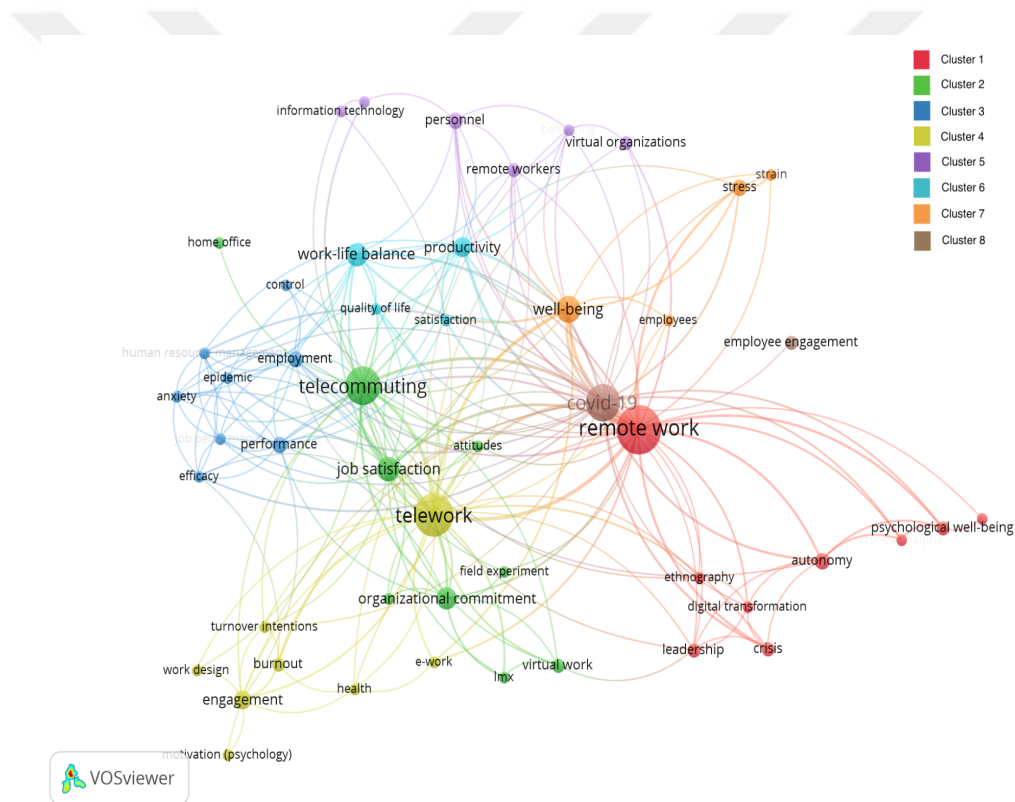 Cluster 1
Cluster 2
Cluster 3
Cluster 4
Cluster 5
Cluster 6
Cluster 7
Cluster 8
information technology
personnel
virtual organizations
remote workers
strain
stress
home office
work-life balance
productivity
control
quality of life
satisfaction
well-being
employees
employee engagement
human resource management
employment
epidemic
telecommuting
anxiety
covid-19
remote work
performance
attitudes
job satisfaction
efficacy
telework
psychological well-being
autonomy
field experiment
ethnography
organizational commitment
digital transformation
turnover intentions
leadership
crisis
burnout
e-work
virtual work
work design
lmx
health
engagement
motivation (psychology)
VOSviewer